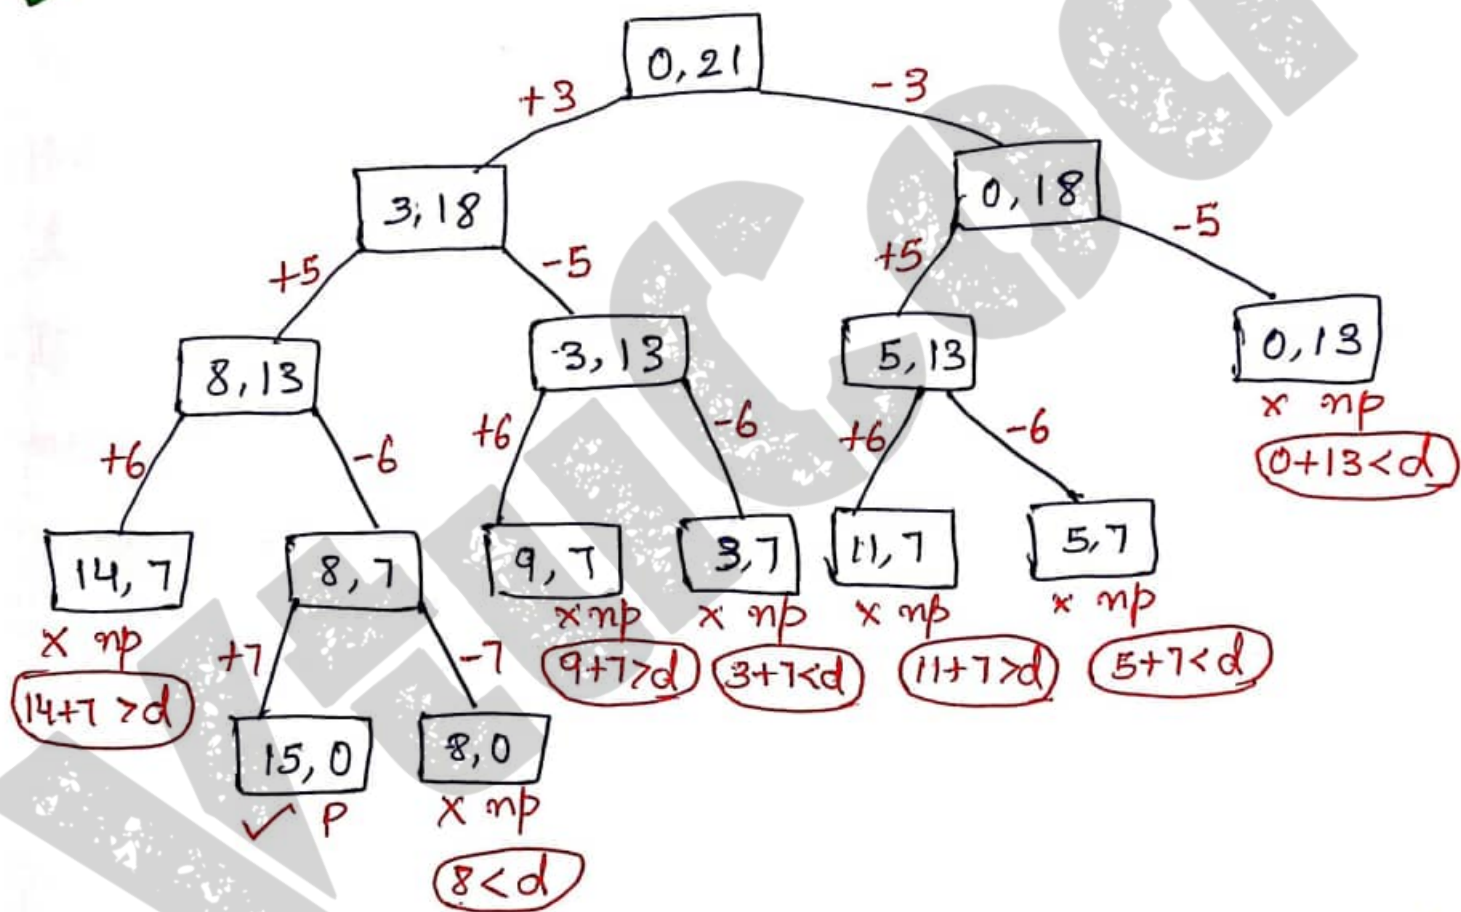 0,21
+3 -3
3,18 0,18
+5 -5 +5 -5
8,13 3,13 5,13 0,13
x np
0+13<d
+6 -6 +6 -6 +6 -6
14,7 8,7 9,7 3,7 11,7 5,7
x np x np x np x np x np
14+7>d 9+7>d 3+7<d 11+7>d 5+7<d
+7 -7
15,0 8,0
✓ P x np
8<d
VTUCOD